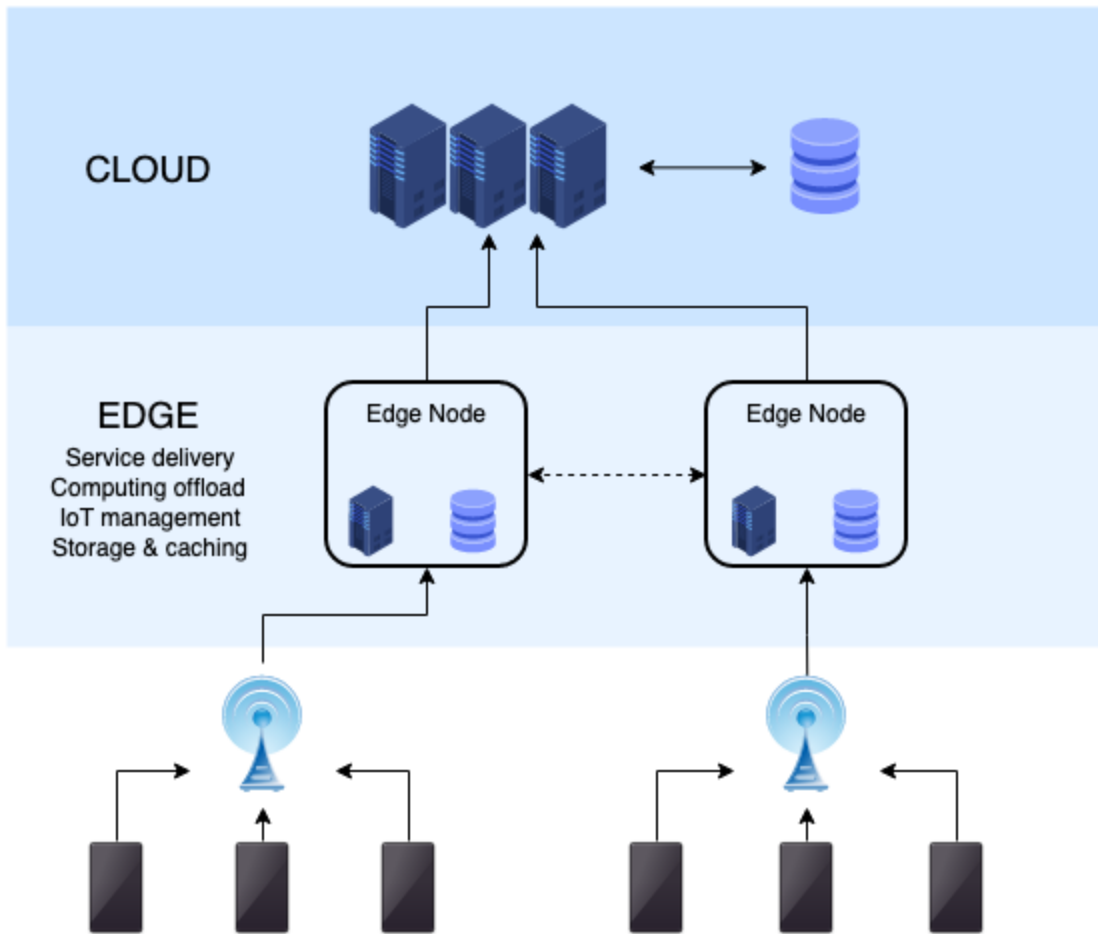 CLOUD
EDGE
Service delivery
Computing offload
IoT management
Storage & caching
Edge Node
Edge Node